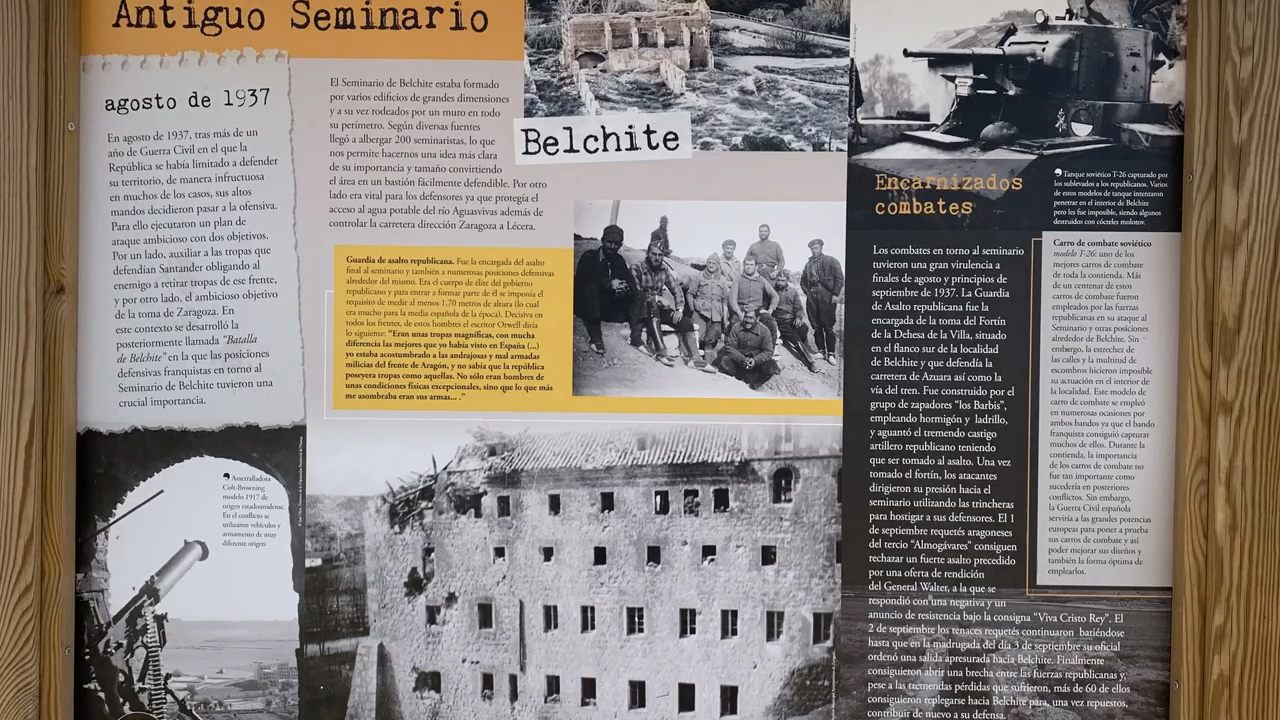 Antiguo Seminario
agosto de 1937
En agosto de 1937, tras más de un
año de Guerra Civil en el que la
República se había limitado a defender
su territorio, de manera infructuosa
en muchos de los casos, sus altos
mandos decidieron pasar a la ofensiva.
Para ello ejecutaron un plan de
ataque ambicioso con dos objetivos.
Por un lado, auxiliar a las tropas que
defendían Santander obligando al
enemigo a retirar tropas de ese frente,
y por otro lado, el ambicioso objetivo
de la toma de Zaragoza. En
este contexto se desarrolló la
posteriormente llamada "Batalla
de Belchite" en la que las posiciones
defensivas franquistas en torno al
Seminario de Belchite tuvieron una
crucial importancia.
Ametralladora
Colt-Browning
modelo 1917 de
origen estadounidense.
En el conflicto se
utilizaron vehículos y
armamento de muy
diferente origen.
El Seminario de Belchite estaba formado
por varios edificios de grandes dimensiones
y a su vez rodeados por un muro en todo
su perímetro. Según diversas fuentes
llegó a albergar 200 seminaristas, lo que
nos permite hacernos una idea más clara
de su importancia y tamaño convirtiendo
el área en un bastión fácilmente defendible. Por otro
lado era vital para los defensores ya que protegía el
acceso al agua potable del río Aguasvivas además de
controlar la carretera dirección Zaragoza a Lécera.
Belchite
Guardia de asalto republicana. Fue la encargada del asalto
final al seminario y también a numerosas posiciones defensivas
alrededor del mismo. Era el cuerpo de élite del gobierno
republicano y para entrar a formar parte de él se imponía el
requisito de medir al menos 1,70 metros de altura (lo cual
era mucho para la media española de la época). Decisiva en
todos los frentes, de estos hombres el escritor Orwell diría
lo siguiente: "Eran unas tropas magníficas, con mucha
diferencia las mejores que yo había visto en España (...)
yo estaba acostumbrado a las andrajosas y mal armadas
milicias del frente de Aragón, y no sabía que la república
poseyera tropas como aquellas. No sólo eran hombres de
unas condiciones físicas excepcionales, sino que lo que más
me asombraba eran sus armas... ."
Encarnizados
combates
Tanque soviético T-26 capturado por
los sublevados a los republicanos. Varios
de estos modelos de tanque intentaron
penetrar en el interior de Belchite
pero les fue imposible, siendo algunos
destruidos con cócteles molotov.
Los combates en torno al seminario
tuvieron una gran virulencia a
finales de agosto y principios de
septiembre de 1937. La Guardia
de Asalto republicana fue la
encargada de la toma del Fortín
de la Dehesa de la Villa, situado
en el flanco sur de la localidad
de Belchite y que defendía la
carretera de Azuara así como la
vía del tren. Fue construido por el
grupo de zapadores "los Barbis",
empleando hormigón y ladrillo,
y aguantó el tremendo castigo
artillero republicano teniendo
que ser tomado al asalto. Una vez
tomado el fortín, los atacantes
dirigieron su presión hacia el
seminario utilizando las trincheras
para hostigar a sus defensores. El 1
de septiembre requetés aragoneses
del tercio "Almogávares" consiguen
rechazar un fuerte asalto precedido
por una oferta de rendición
del General Walter, a la que se
respondió con una negativa y un
anuncio de resistencia bajo la consigna "Viva Cristo Rey". El
2 de septiembre los tenaces requetés continuaron batiéndose
hasta que en la madrugada del día 3 de septiembre su oficial
ordenó una salida apresurada hacia Belchite. Finalmente
consiguieron abrir una brecha entre las fuerzas republicanas y,
pese a las tremendas pérdidas que sufrieron, más de 60 de ellos
consiguieron replegarse hacia Belchite para, una vez repuestos,
contribuir de nuevo a su defensa.
Carro de combate soviético
modelo T-26: uno de los
mejores carros de combate
de toda la contienda. Más
de un centenar de estos
carros de combate fueron
empleados por las fuerzas
republicanas en su ataque al
Seminario y otras posiciones
alrededor de Belchite. Sin
embargo, la estrechez de
las calles y la multitud de
escombros hicieron imposible
su actuación en el interior de
la localidad. Este modelo de
carro de combate se empleó
en numerosas ocasiones por
ambos bandos ya que el bando
franquista consiguió capturar
muchos de ellos. Durante la
contienda, la importancia
de los carros de combate no
fue tan importante como
sucedería en posteriores
conflictos. Sin embargo,
la Guerra Civil española
serviría a las grandes potencias
europeas para poner a prueba
sus carros de combate y así
poder mejorar sus diseños y
también la forma óptima de
emplearlos.